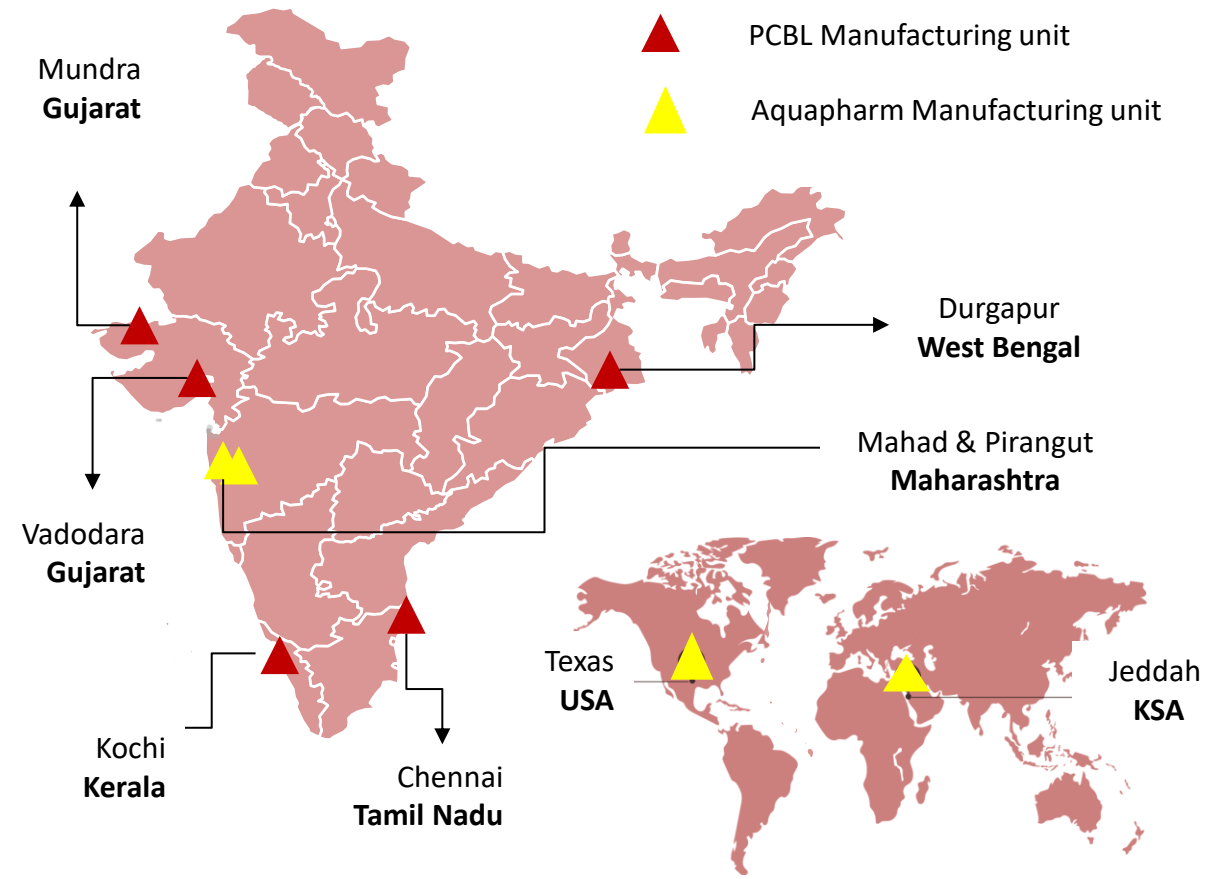 PCBL Manufacturing unit
Aquapharm Manufacturing unit
Mundra
Gujarat
Durgapur
West Bengal
Mahad & Pirangut
Maharashtra
Vadodara
Gujarat
Texas
USA
Jeddah
KSA
Kochi
Kerala
Chennai
Tamil Nadu